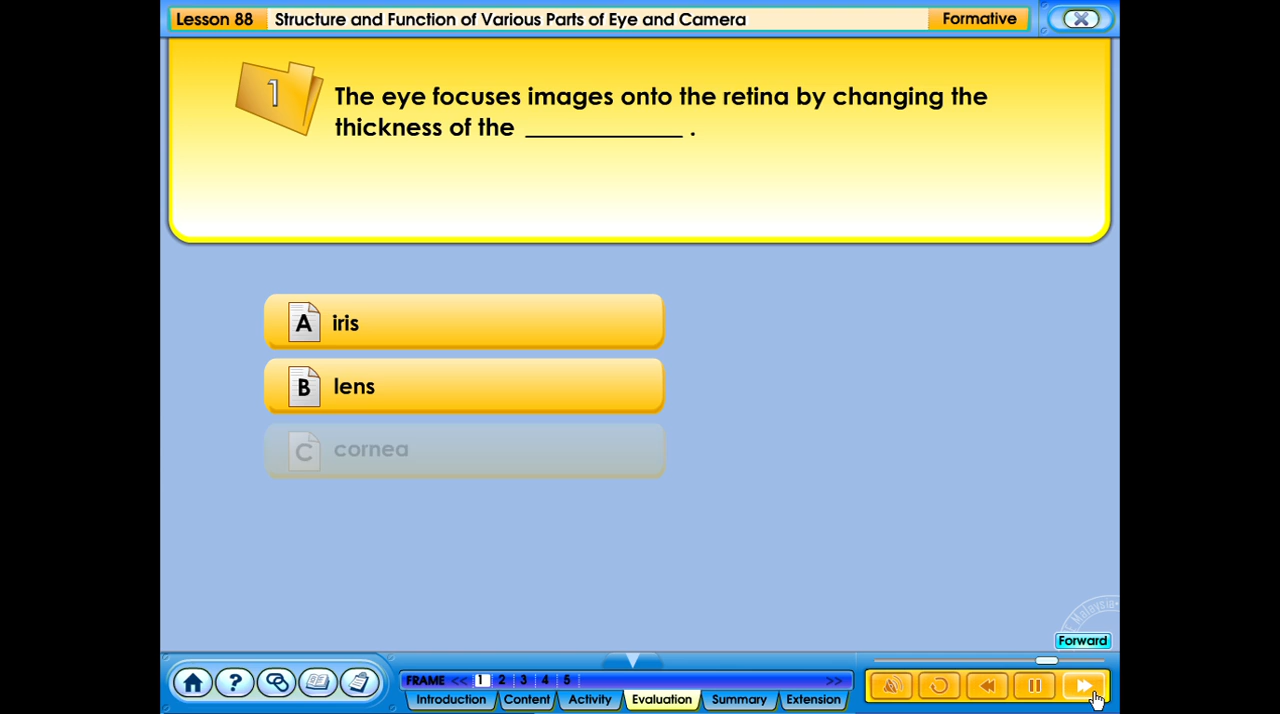 Lesson 88 Structure and Function of Various Parts of Eye and Camera Formative
1 The eye focuses images onto the retina by changing the
thickness of the ____________ .
A iris
B lens
C cornea
Malaysia
Forward
? FRAME << 1 2 3 4 5 >>
Introduction Content Activity Evaluation Summary Extension